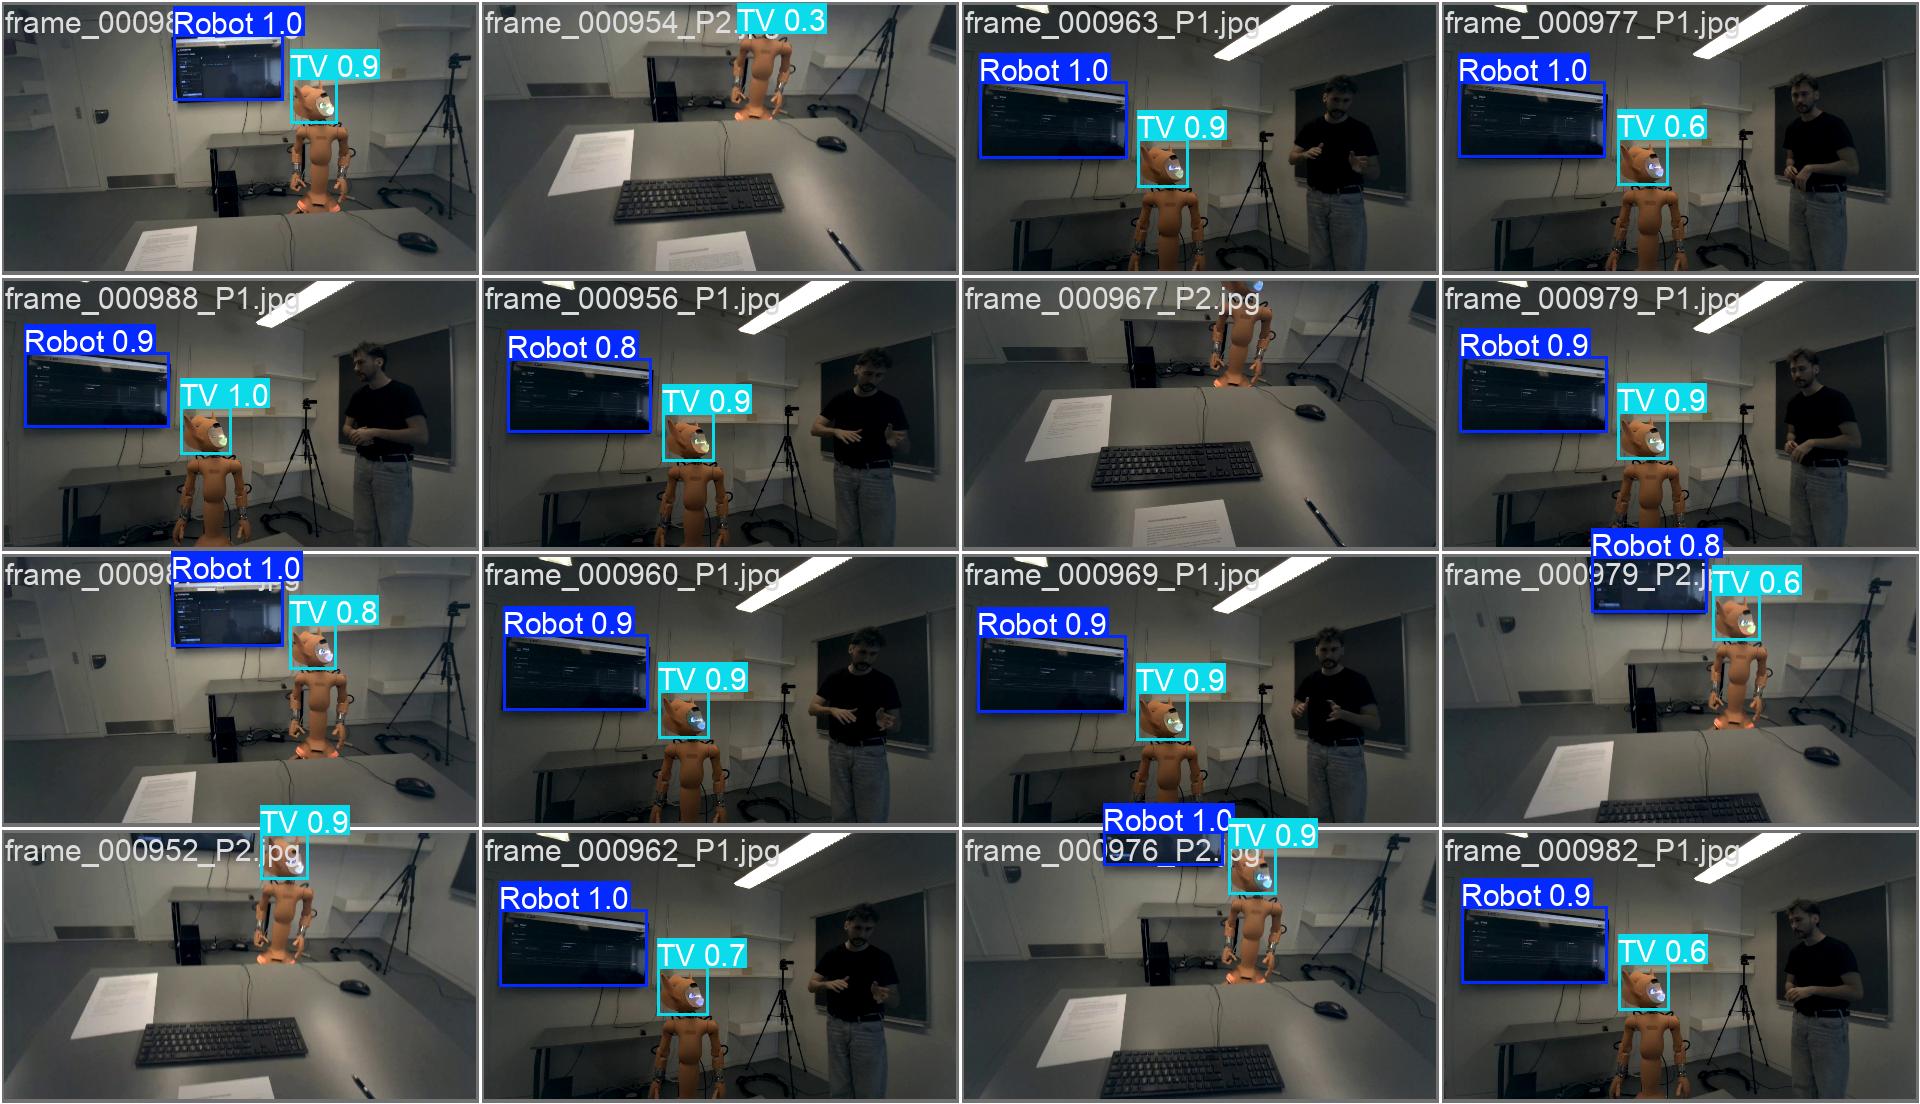 frame_00098
Robot 1.0
TV 0.9
frame_000954_P2.jpg
TV 0.3
frame_000963_P1.jpg
Robot 1.0
TV 0.9
frame_000977_P1.jpg
Robot 1.0
TV 0.6
frame_000988_P1.jpg
Robot 0.9
TV 1.0
frame_000956_P1.jpg
Robot 0.8
TV 0.9
frame_000967_P2.jpg
frame_000979_P1.jpg
Robot 0.9
TV 0.9
Robot 1.0
TV 0.8
frame_000960_P1.jpg
Robot 0.9
TV 0.9
frame_000969_P1.jpg
Robot 0.9
TV 0.9
Robot 0.8
frame_000979_P2.j
TV 0.6
TV 0.9
frame_000952_P2.jpg
frame_000962_P1.jpg
Robot 1.0
TV 0.7
Robot 1.0
TV 0.9
frame_000976_P2.jpg
frame_000982_P1.jpg
Robot 0.9
TV 0.6